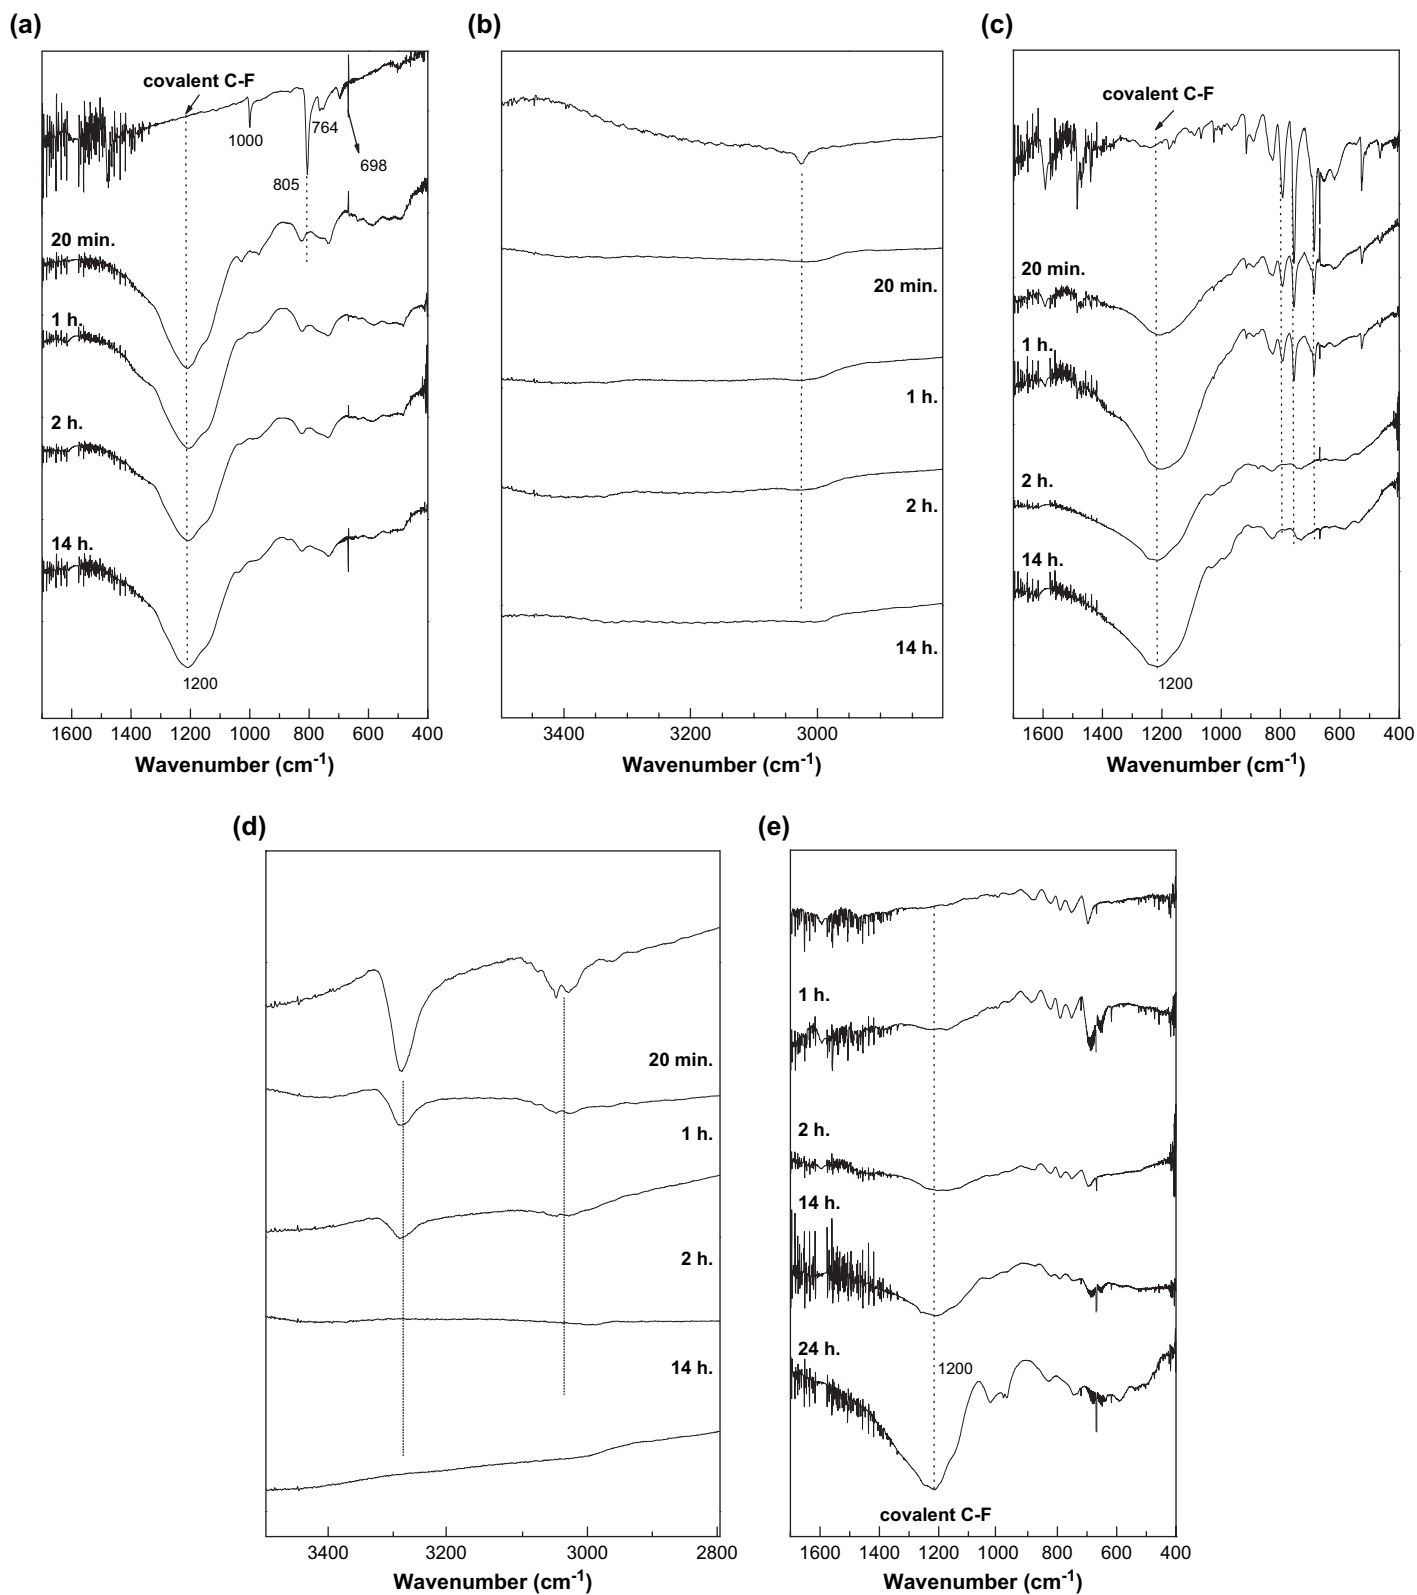 (a)
covalent C-F
1000
764
698
805
20 min.
1 h.
2 h.
14 h.
1200
1600 1400 1200 1000 800 600 400
Wavenumber (cm-1)
(b)
20 min.
1 h.
2 h.
14 h.
3400 3200 3000
Wavenumber (cm-1)
(c)
covalent C-F
20 min.
1 h.
2 h.
14 h.
1200
1600 1400 1200 1000 800 600 400
Wavenumber (cm-1)
(d)
20 min.
1 h.
2 h.
14 h.
3400 3200 3000 2800
Wavenumber (cm-1)
(e)
1 h.
2 h.
14 h.
24 h.
1200
covalent C-F
1600 1400 1200 1000 800 600 400
Wavenumber (cm-1)